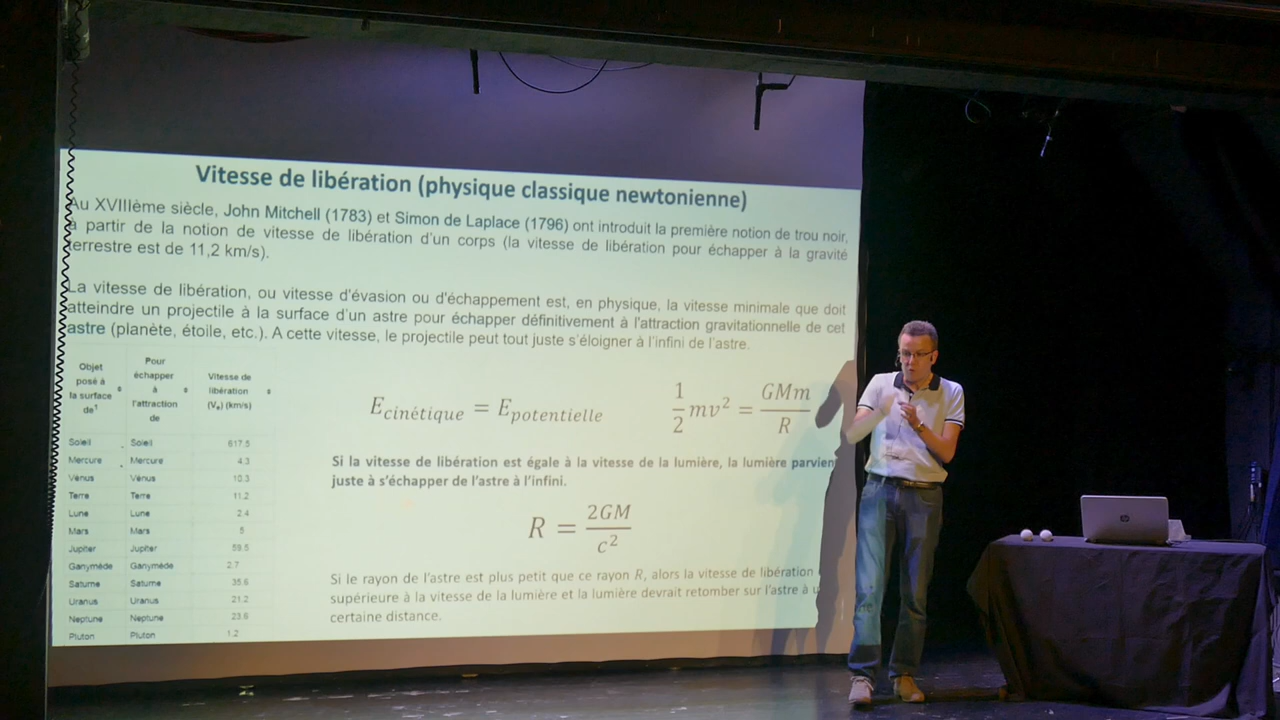 Vitesse de libération (physique classique newtonienne)
Au XVIIIème siècle, John Mitchell (1783) et Simon de Laplace (1796) ont introduit la première notion de trou noir,
à partir de la notion de vitesse de libération d'un corps (la vitesse de libération pour échapper à la gravité
terrestre est de 11,2 km/s).
La vitesse de libération, ou vitesse d'évasion ou d'échappement est, en physique, la vitesse minimale que doit
atteindre un projectile à la surface d'un astre pour échapper définitivement à l'attraction gravitationnelle de cet
astre (planète, étoile, etc.). A cette vitesse, le projectile peut tout juste s'éloigner à l'infini de l'astre.
Objet posé à la surface de¹ Pour échapper à l'attraction de Vitesse de libération (Vₑ) (km/s)
Soleil Soleil 617.5
Mercure Mercure 4.3
Vénus Vénus 10.3
Terre Terre 11.2
Lune Lune 2.4
Mars Mars 5
Jupiter Jupiter 59.5
Ganymède Ganymède 2.7
Saturne Saturne 35.6
Uranus Uranus 21.2
Neptune Neptune 23.6
Pluton Pluton 1.2
E cinétique = E potentielle
1/2 mv² = GMm/R
Si la vitesse de libération est égale à la vitesse de la lumière, la lumière parvien
juste à s'échapper de l'astre à l'infini.
R = 2GM/c²
Si le rayon de l'astre est plus petit que ce rayon R, alors la vitesse de libération
supérieure à la vitesse de la lumière et la lumière devrait retomber sur l'astre à u
certaine distance.
hp